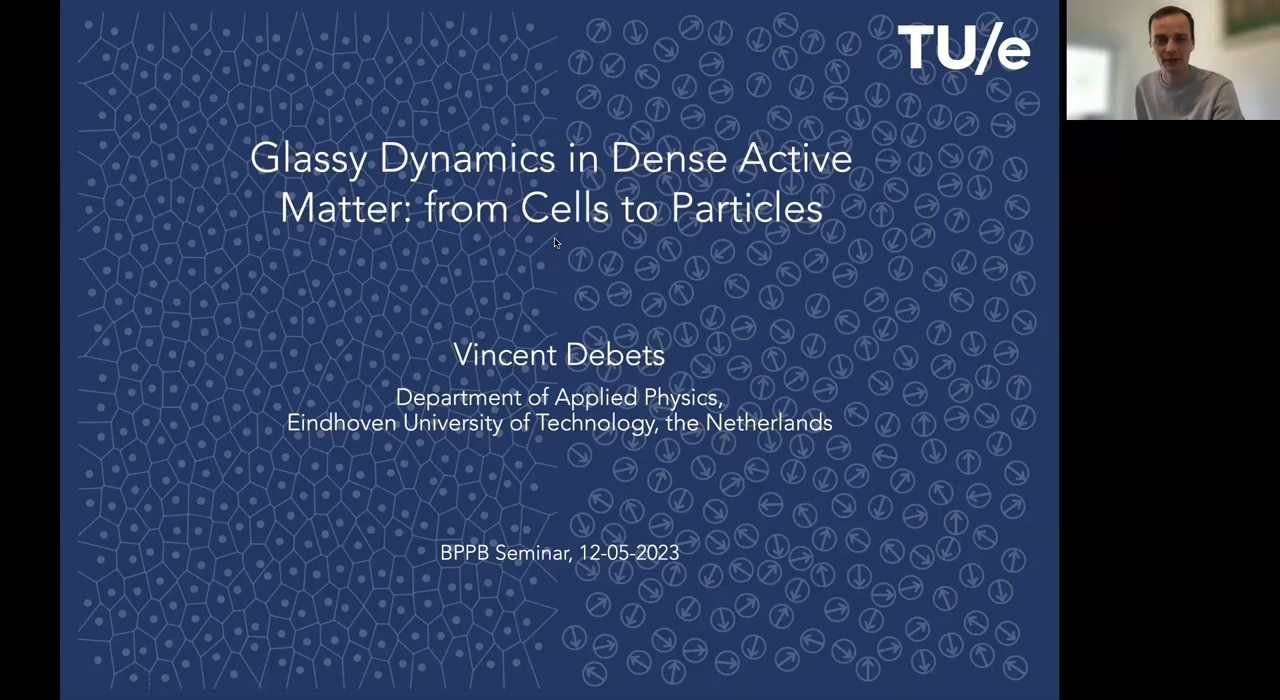 TU/e
Glassy Dynamics in Dense Active
Matter: from Cells to Particles
Vincent Debets
Department of Applied Physics,
Eindhoven University of Technology, the Netherlands
BPPB Seminar, 12-05-2023